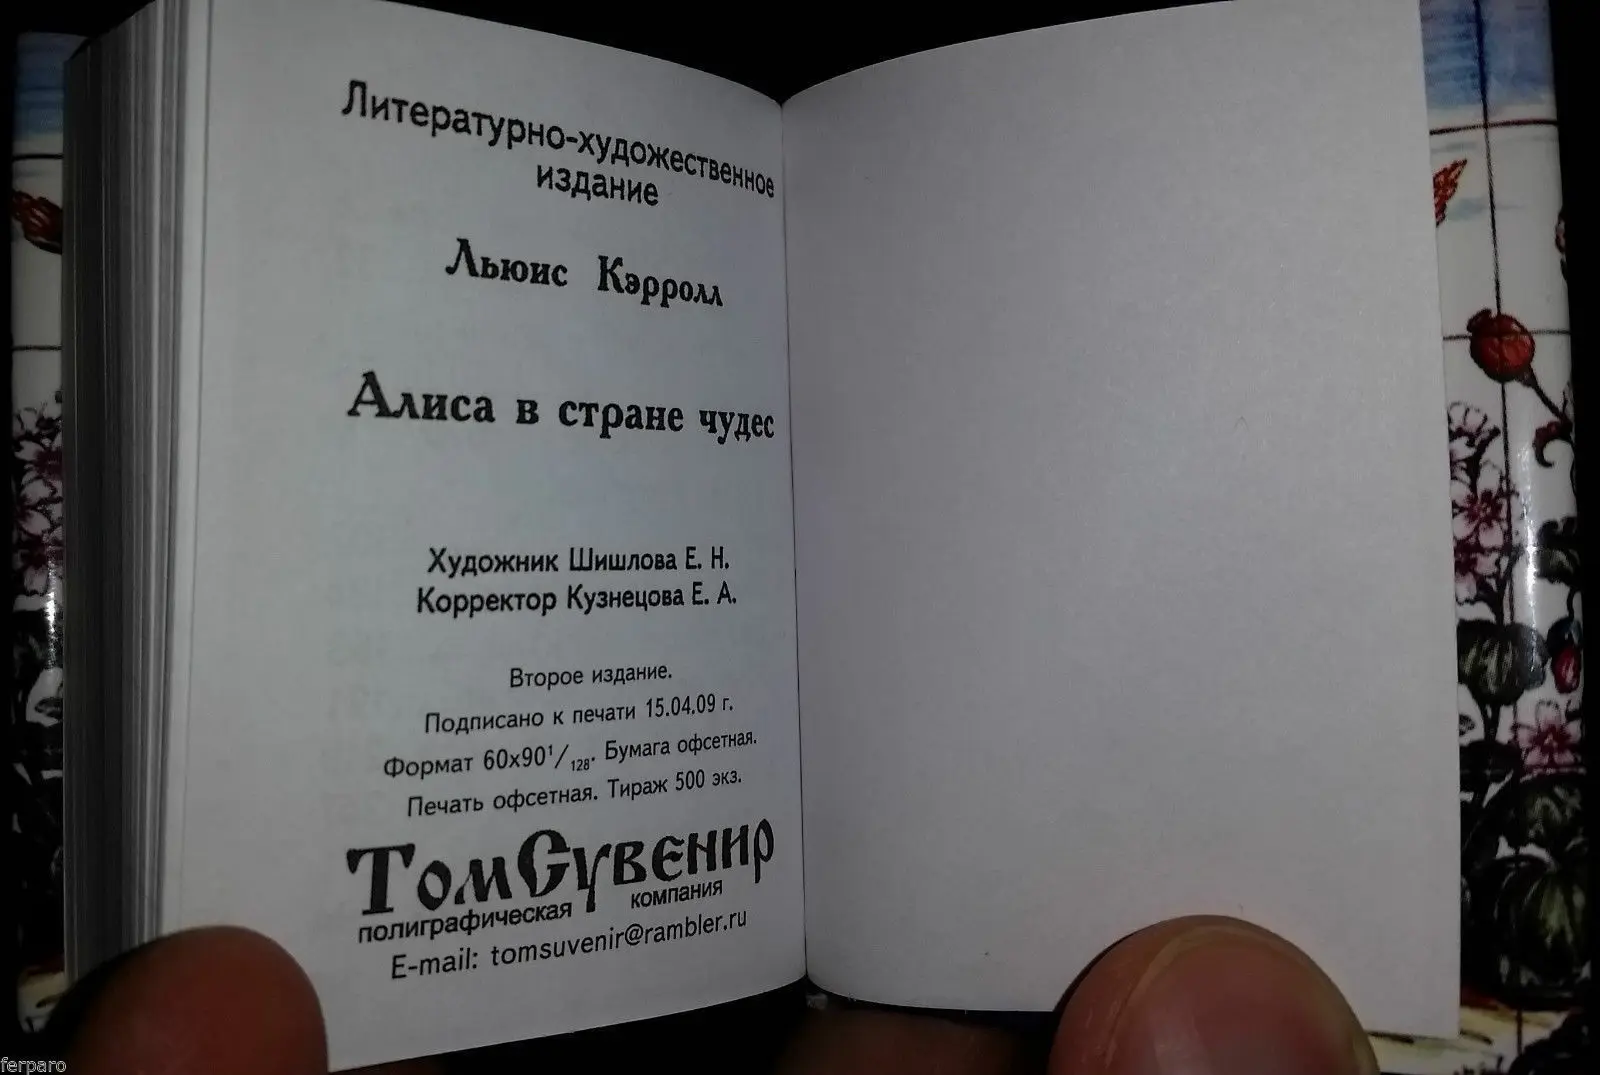 Литературно-художественное
издание
Льюис Кэрролл
Алиса в стране чудес
Художник Шишлова Е. Н.
Корректор Кузнецова Е. А.
Второе издание.
Подписано к печати 15.04.09 г.
Формат 60х90¹/₁₂₈. Бумага офсетная.
Печать офсетная. Тираж 500 экз.
ТомСувенир
полиграфическая компания
E-mail: tomsuvenir@rambler.ru
ferparo